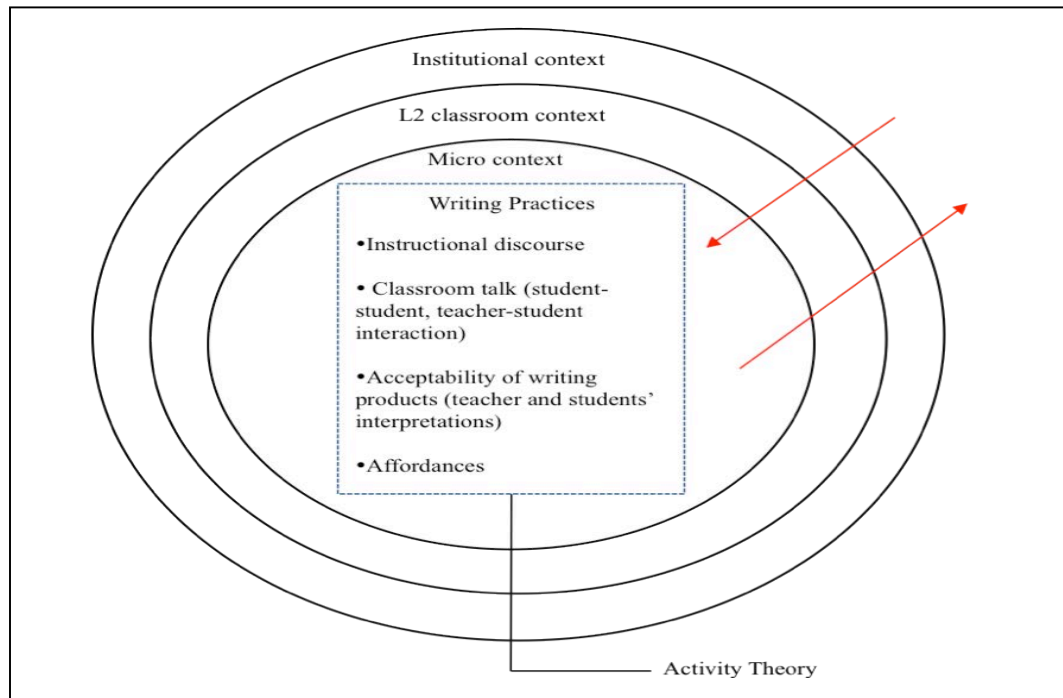 Institutional context
L2 classroom context
Micro context
Writing Practices
•Instructional discourse
• Classroom talk (student-
student, teacher-student
interaction)
•Acceptability of writing
products (teacher and students’
interpretations)
•Affordances
Activity Theory